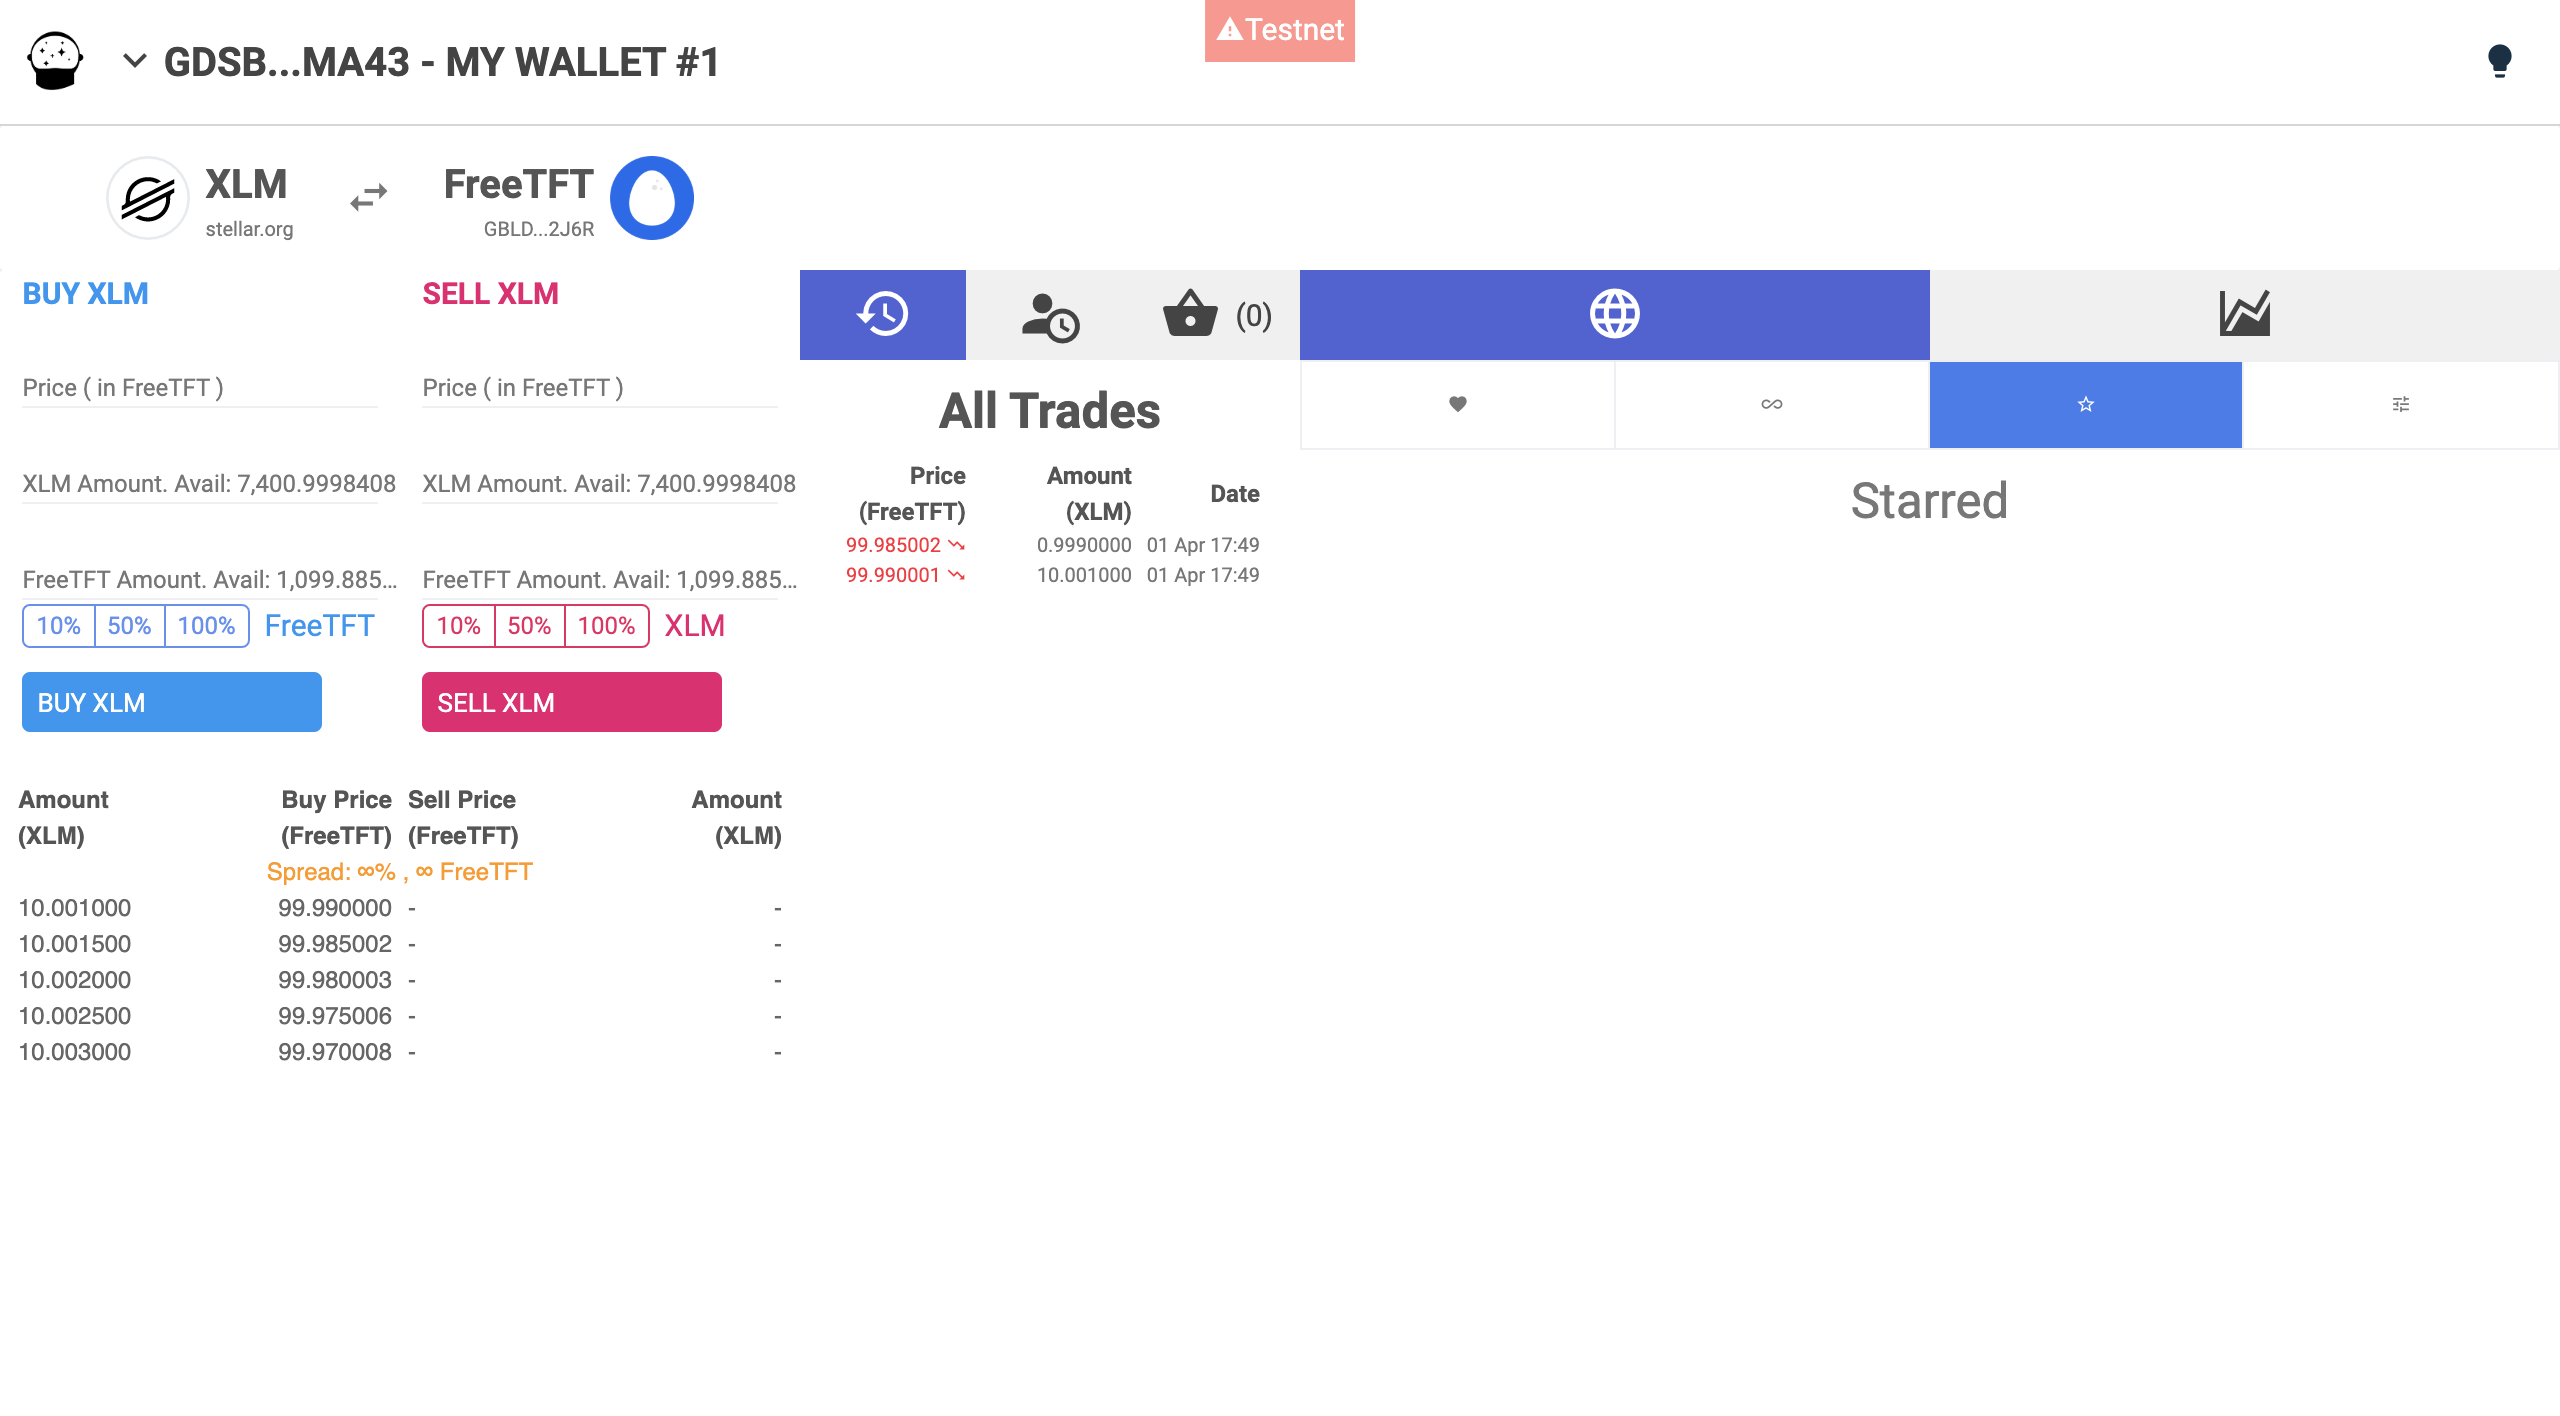 Testnet
GDSB...MA43 - MY WALLET #1
XLM
stellar.org
FreeTFT
GBLD...2J6R
BUY XLM
Price ( in FreeTFT )
XLM Amount. Avail: 7,400.9998408
FreeTFT Amount. Avail: 1,099.885...
10% 50% 100% FreeTFT
BUY XLM
SELL XLM
Price ( in FreeTFT )
XLM Amount. Avail: 7,400.9998408
FreeTFT Amount. Avail: 1,099.885...
10% 50% 100% XLM
SELL XLM
Amount Buy Price Sell Price Amount
(XLM) (FreeTFT) (FreeTFT) (XLM)
Spread: ∞% , ∞ FreeTFT
10.001000 99.990000 - -
10.001500 99.985002 - -
10.002000 99.980003 - -
10.002500 99.975006 - -
10.003000 99.970008 - -
(0)
All Trades
Price Amount Date
(FreeTFT) (XLM)
99.985002 0.9990000 01 Apr 17:49
99.990001 10.001000 01 Apr 17:49
Starred